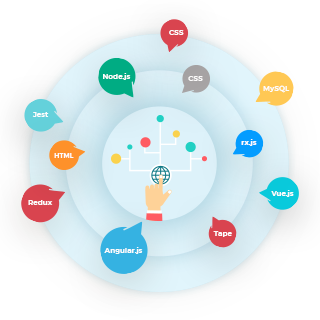 CSS
Node.js
CSS
MySQL
Jest
rx.js
HTML
Vue.js
Redux
Tape
Angular.js